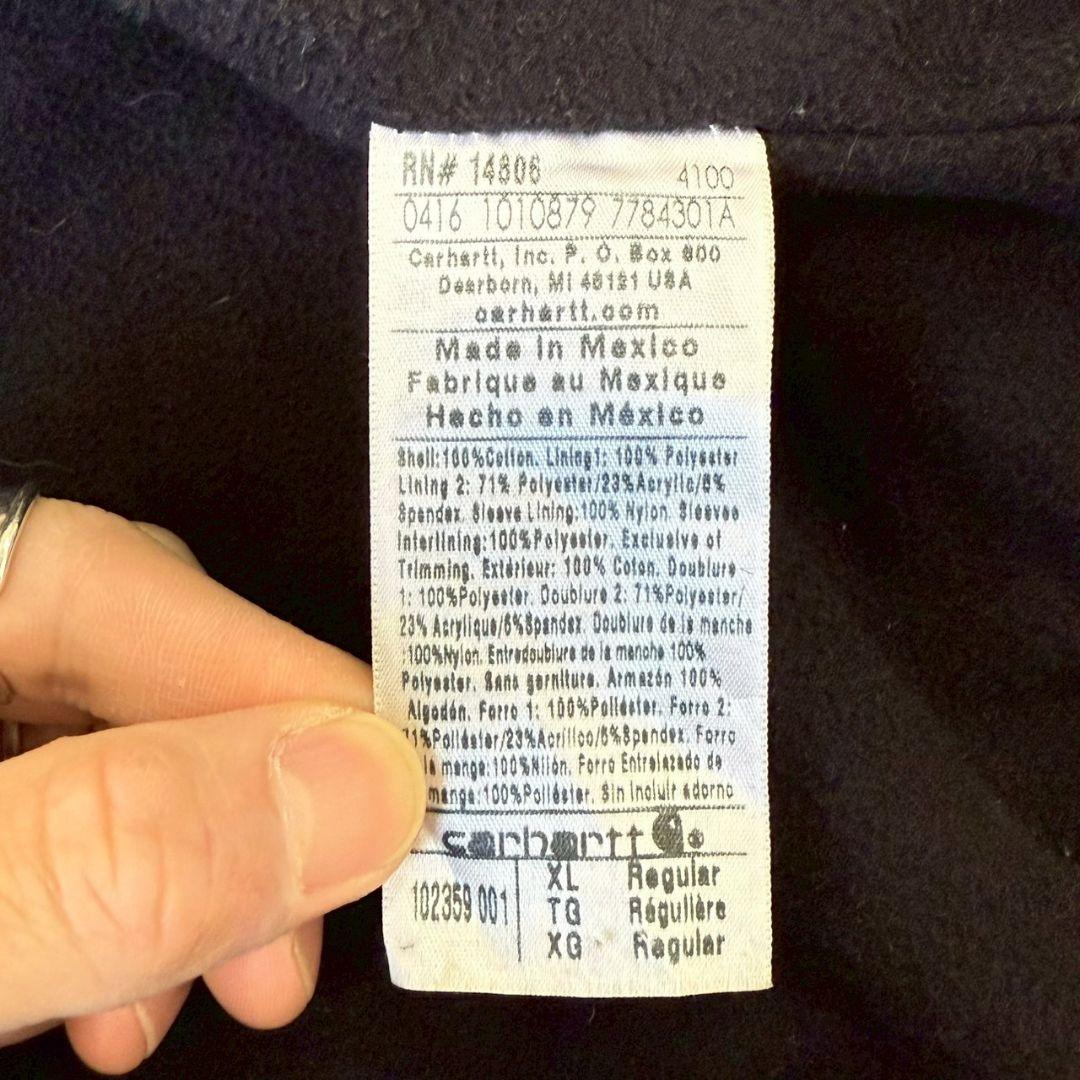 RN# 14806 4100
0416 1010879 7784301A
Carhartt, Inc. P. O. Box 600
Dearborn, MI 48121 USA
carhartt.com
Made in Mexico
Fabrique au Mexique
Hecho en México
Shell:100%Cotton. Lining1: 100% Polyester
Lining 2: 71% Polyester/23%Acrylic/6%
Spandex. Sleeve Lining:100% Nylon. Sleeves
Interlining:100%Polyester. Exclusive of
Trimming. Extérieur: 100% Coton. Doublure
1: 100%Polyester. Doublure 2: 71%Polyester/
23% Acrylique/6%Spandex. Doublure de la manche
:100%Nylon. Entredoublure de la manche 100%
Polyester. Sans garniture. Armazón 100%
Algodón. Forro 1: 100%Poliéster. Forro 2:
71%Poliéster/23%Acrílico/6%Spandex. Forro
la manga:100%Nilón. Forro Entrelazado de
manga:100%Poliéster. Sin Incluir adorno
carhartt®
102359 001
XL Regular
TG Régulière
XG Regular